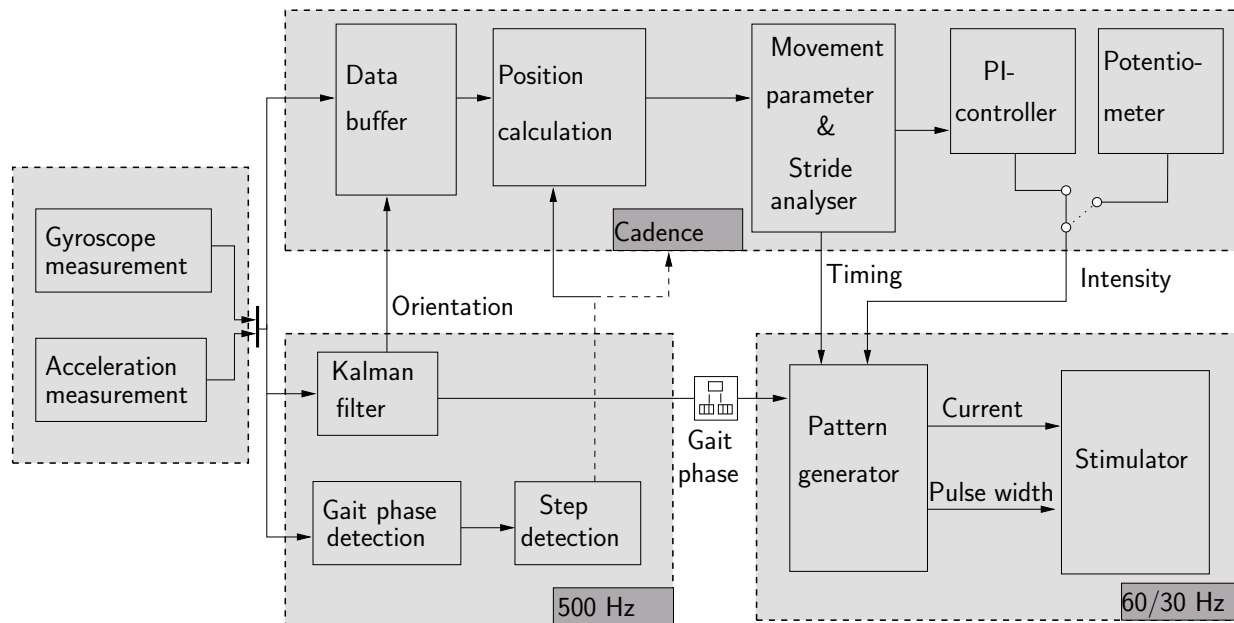 Data
buffer
Position
calculation
Movement
parameter
&
Stride
analyser
PI-
controller
Potentio-
meter
Cadence
Gyroscope
measurement
Acceleration
measurement
Orientation
Timing
Intensity
Kalman
filter
Gait
phase
Gait phase
detection
Step
detection
500 Hz
Pattern
generator
Current
Pulse width
Stimulator
60/30 Hz